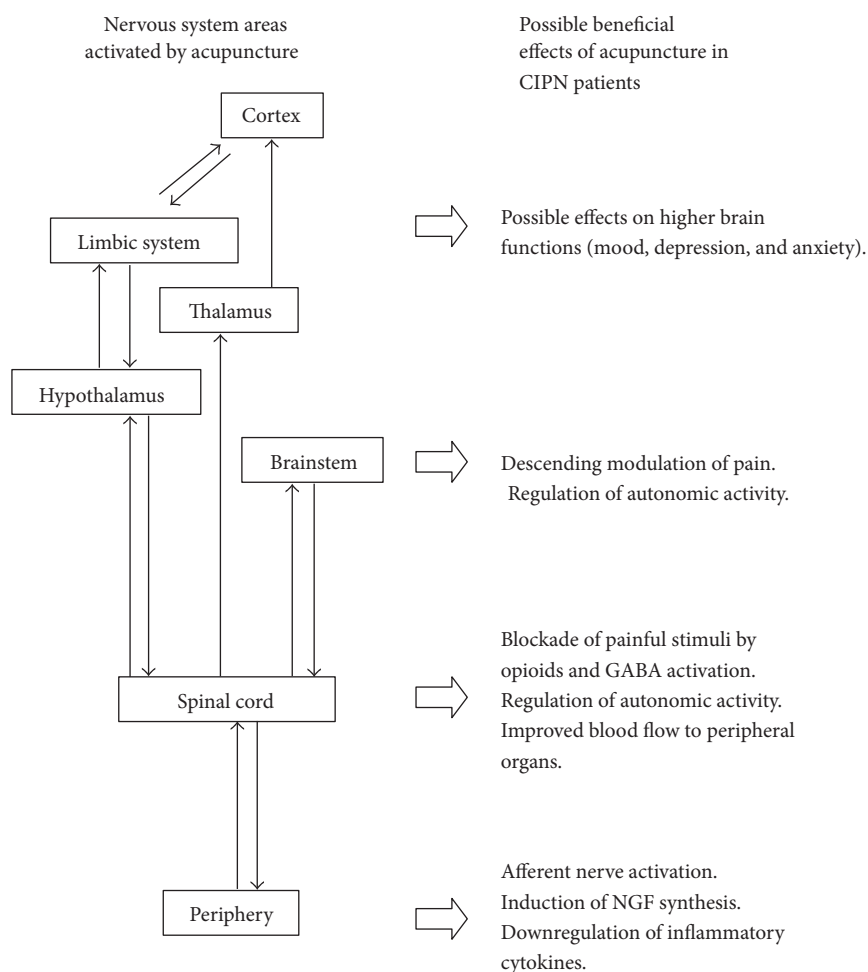 Nervous system areas
activated by acupuncture
Possible beneficial
effects of acupuncture in
CIPN patients
Cortex
Limbic system
Possible effects on higher brain
functions (mood, depression, and anxiety).
Thalamus
Hypothalamus
Brainstem
Descending modulation of pain.
Regulation of autonomic activity.
Spinal cord
Blockade of painful stimuli by
opioids and GABA activation.
Regulation of autonomic activity.
Improved blood flow to peripheral
organs.
Periphery
Afferent nerve activation.
Induction of NGF synthesis.
Downregulation of inflammatory
cytokines.